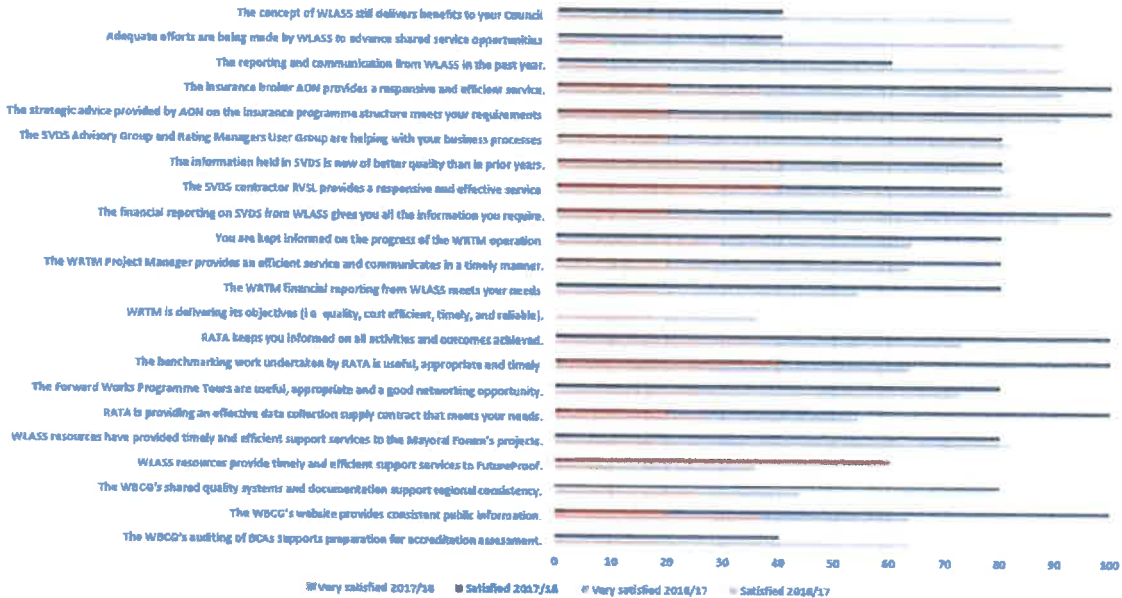 The concept of WLASS still delivers benefits to your Council
Adequate efforts are being made by WLASS to advance shared service opportunities
The reporting and communication from WLASS in the past year.
The insurance broker AON provides a responsive and efficient service.
The strategic advice provided by AON on the insurance programme structure meets your requirements
The SVDS Advisory Group and Rating Managers User Group are helping with your business processes
The information held in SVDS is now of better quality than in prior years.
The SVDS contractor RVSL provides a responsive and effective service
The financial reporting on SVDS from WLASS gives you all the information you require.
You are kept informed on the progress of the WRTM operation
The WRTM Project Manager provides an efficient service and communicates in a timely manner.
The WRTM financial reporting from WLASS meets your needs
WRTM is delivering its objectives (i e quality, cost efficient, timely, and reliable).
RATA keeps you informed on all activities and outcomes achieved.
The benchmarking work undertaken by RATA is useful, appropriate and timely
The Forward Works Programme Tours are useful, appropriate and a good networking opportunity.
RATA is providing an effective data collection supply contract that meets your needs.
WLASS resources have provided timely and efficient support services to the Mayoral Forum's projects.
WLASS resources provide timely and efficient support services to FutureProof.
The WBCG's shared quality systems and documentation support regional consistency.
The WBCG's website provides consistent public information.
The WBCG's auditing of BCAs supports preparation for accreditation assessment.
0 10 20 30 40 50 60 70 80 90 100
Very satisfied 2017/18 Satisfied 2017/18 Very satisfied 2016/17 Satisfied 2016/17